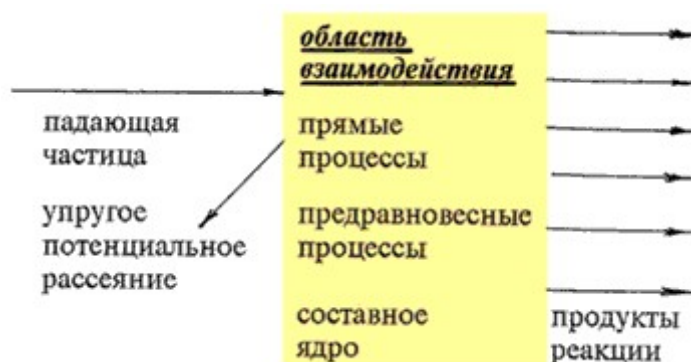 область
взаимодействия
падающая
частица
прямые
процессы
упругое
потенциальное
рассеяние
предравновесные
процессы
составное
ядро
продукты
реакции